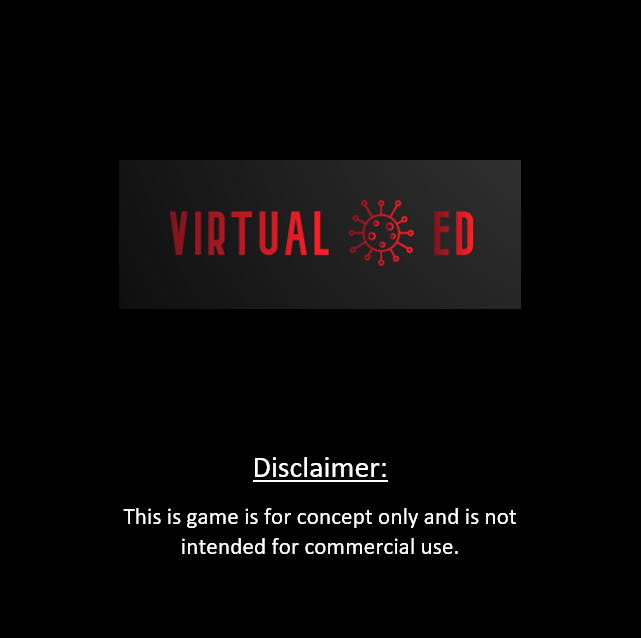 VIRTUAL ED
Disclaimer:
This is game is for concept only and is not
intended for commercial use.